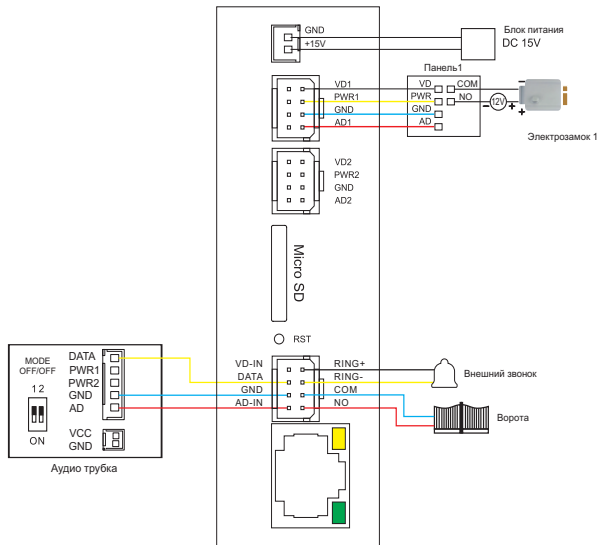 GND
+15V
Блок питания
DC 15V
Панель1
VD1
PWR1
GND
AD1
VD
PWR
GND
AD
COM
NO
12V
- +
-
+
Электрозамок 1
VD2
PWR2
GND
AD2
Micro SD
RST
MODE
OFF/OFF
1 2
ON
DATA
PWR1
PWR2
GND
AD
VCC
GND
Аудио трубка
VD-IN
DATA
GND
AD-IN
RING+
RING-
COM
NO
Внешний звонок
Ворота